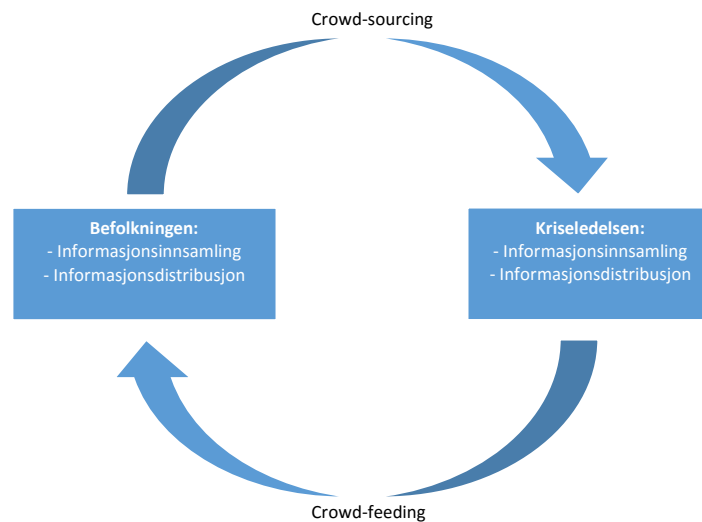 Crowd-sourcing
Befolkningen:
- Informasjonsinnsamling
- Informasjonsdistribusjon
Kriseledelsen:
- Informasjonsinnsamling
- Informasjonsdistribusjon
Crowd-feeding